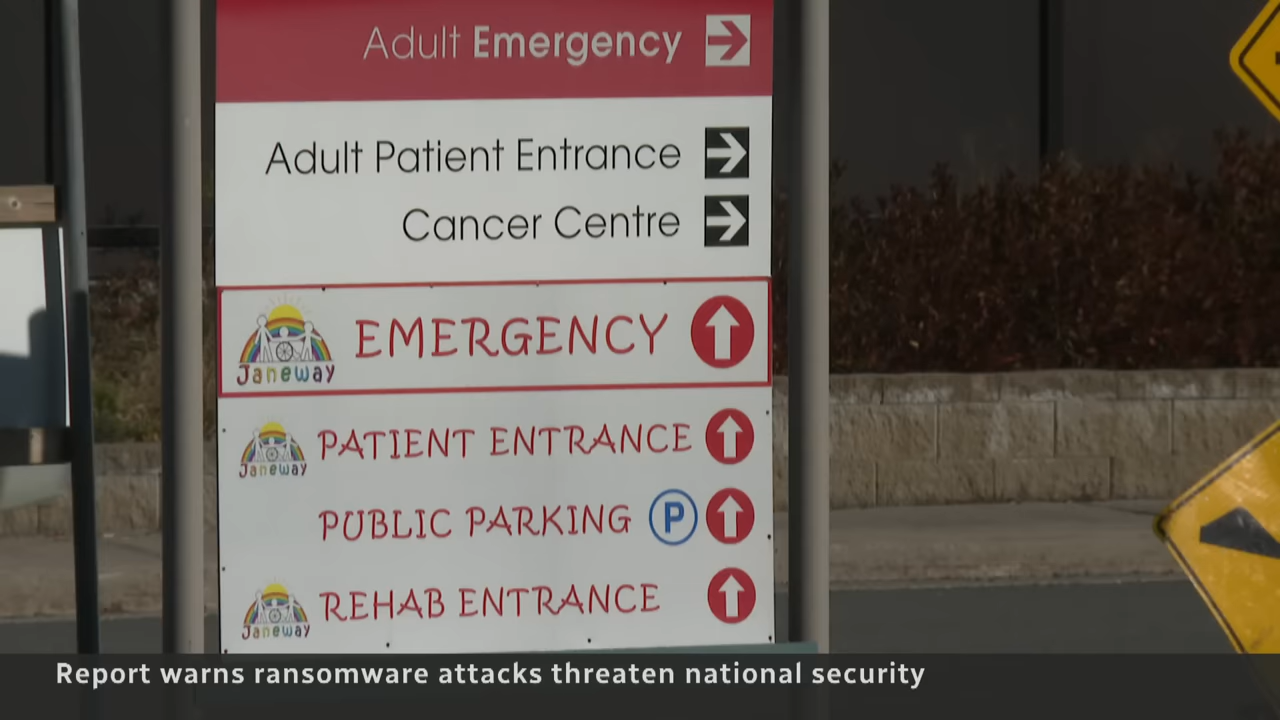 Adult Emergency
Adult Patient Entrance
Cancer Centre
Janeway EMERGENCY
Janeway PATIENT ENTRANCE
PUBLIC PARKING P
Janeway REHAB ENTRANCE
Report warns ransomware attacks threaten national security